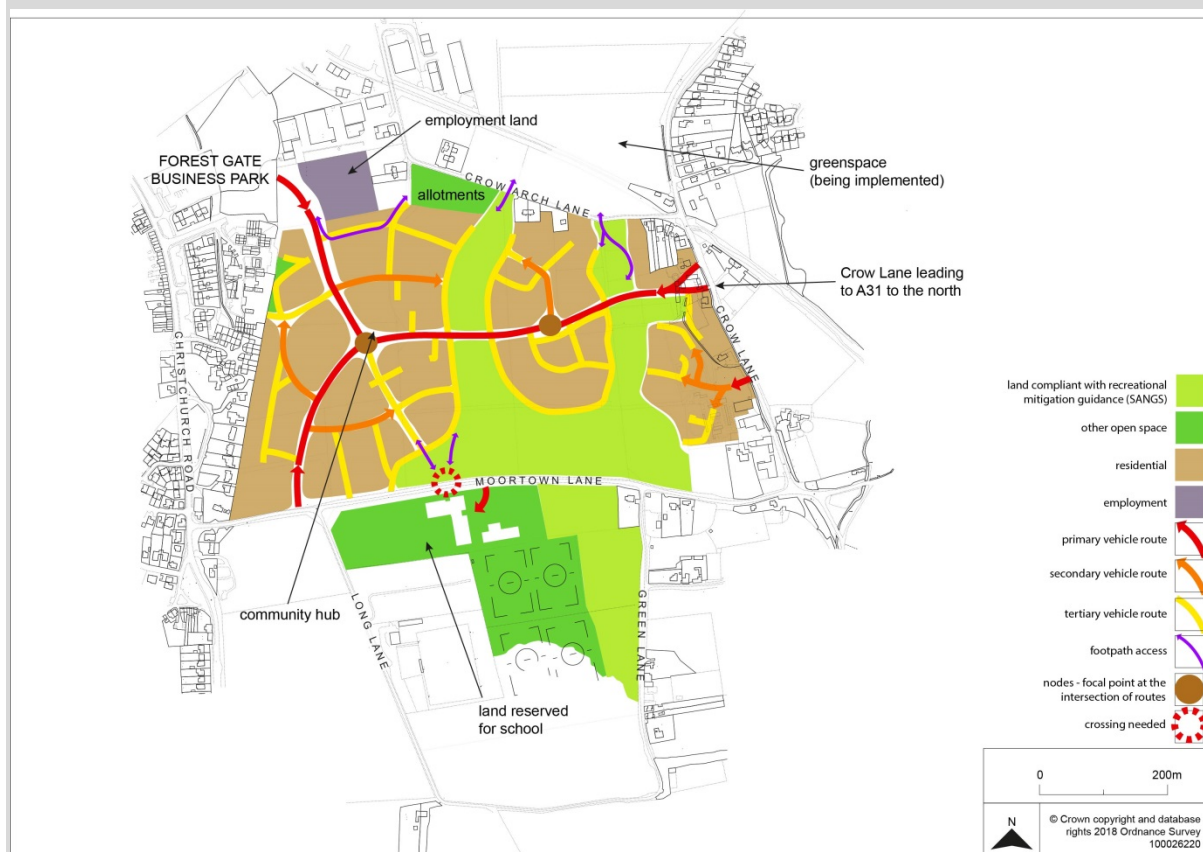 employment land
FOREST GATE
BUSINESS PARK
greenspace
(being implemented)
allotments
CROW ARCH LANE
Crow Lane leading
to A31 to the north
CROW LANE
CHRISTCHURCH ROAD
MOORTOWN LANE
community hub
LONG LANE
GREEN LANE
land reserved
for school
land compliant with recreational
mitigation guidance (SANGS)
other open space
residential
employment
primary vehicle route
secondary vehicle route
tertiary vehicle route
footpath access
nodes - focal point at the
intersection of routes
crossing needed
0 200m
N
© Crown copyright and database
rights 2018 Ordnance Survey
100026220